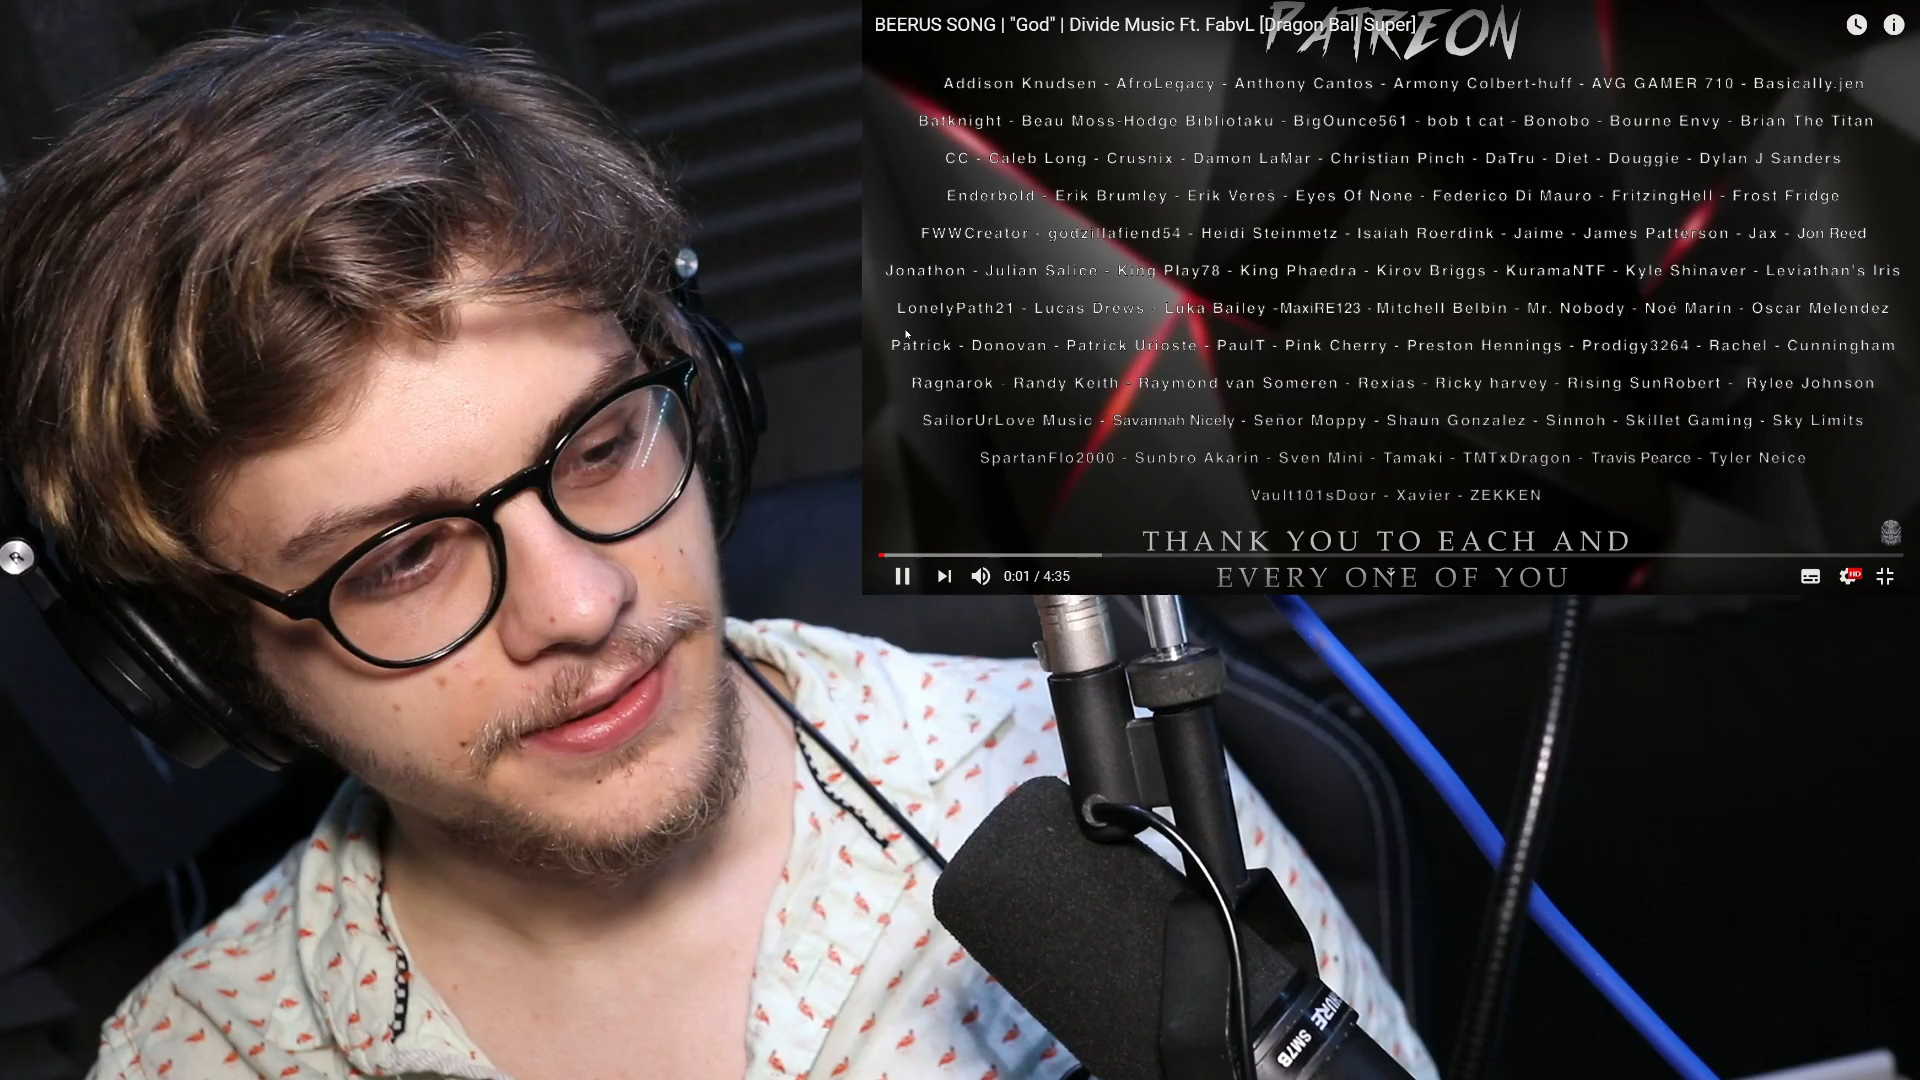 BEERUS SONG | "God" | Divide Music Ft. FabvL [Dragon Ball Super]
PATREON
Addison Knudsen - AfroLegacy - Anthony Cantos - Armony Colbert-huff - AVG GAMER 710 - Basically.jen
Batknight - Beau Moss-Hodge Bibliotaku - BigOunce561 - bob t cat - Bonobo - Bourne Envy - Brian The Titan
CC - Caleb Long - Crusnix - Damon LaMar - Christian Pinch - DaTru - Diet - Douggie - Dylan J Sanders
Enderbold - Erik Brumley - Erik Veres - Eyes Of None - Federico Di Mauro - FritzingHell - Frost Fridge
FWWCreator - godzillafiend54 - Heidi Steinmetz - Isaiah Roerdink - Jaime - James Patterson - Jax - Jon Reed
Jonathon - Julian Salice - King Play78 - King Phaedra - Kirov Briggs - KuramaNTF - Kyle Shinaver - Leviathan's Iris
LonelyPath21 - Lucas Drews - Luka Bailey -MaxiRE123 - Mitchell Belbin - Mr. Nobody - Noé Marín - Oscar Melendez
Patrick - Donovan - Patrick Urioste - PaulT - Pink Cherry - Preston Hennings - Prodigy3264 - Rachel - Cunningham
Ragnarok - Randy Keith - Raymond van Someren - Rexias - Ricky harvey - Rising SunRobert - Rylee Johnson
SailorUrLove Music - Savannah Nicely - Señor Moppy - Shaun Gonzalez - Sinnoh - Skillet Gaming - Sky Limits
SpartanFlo2000 - Sunbro Akarin - Sven Mini - Tamaki - TMTxDragon - Travis Pearce - Tyler Neice
Vault101sDoor - Xavier - ZEKKEN
THANK YOU TO EACH AND
EVERY ONE OF YOU
0:01 / 4:35
HD
SHURE
SM7B